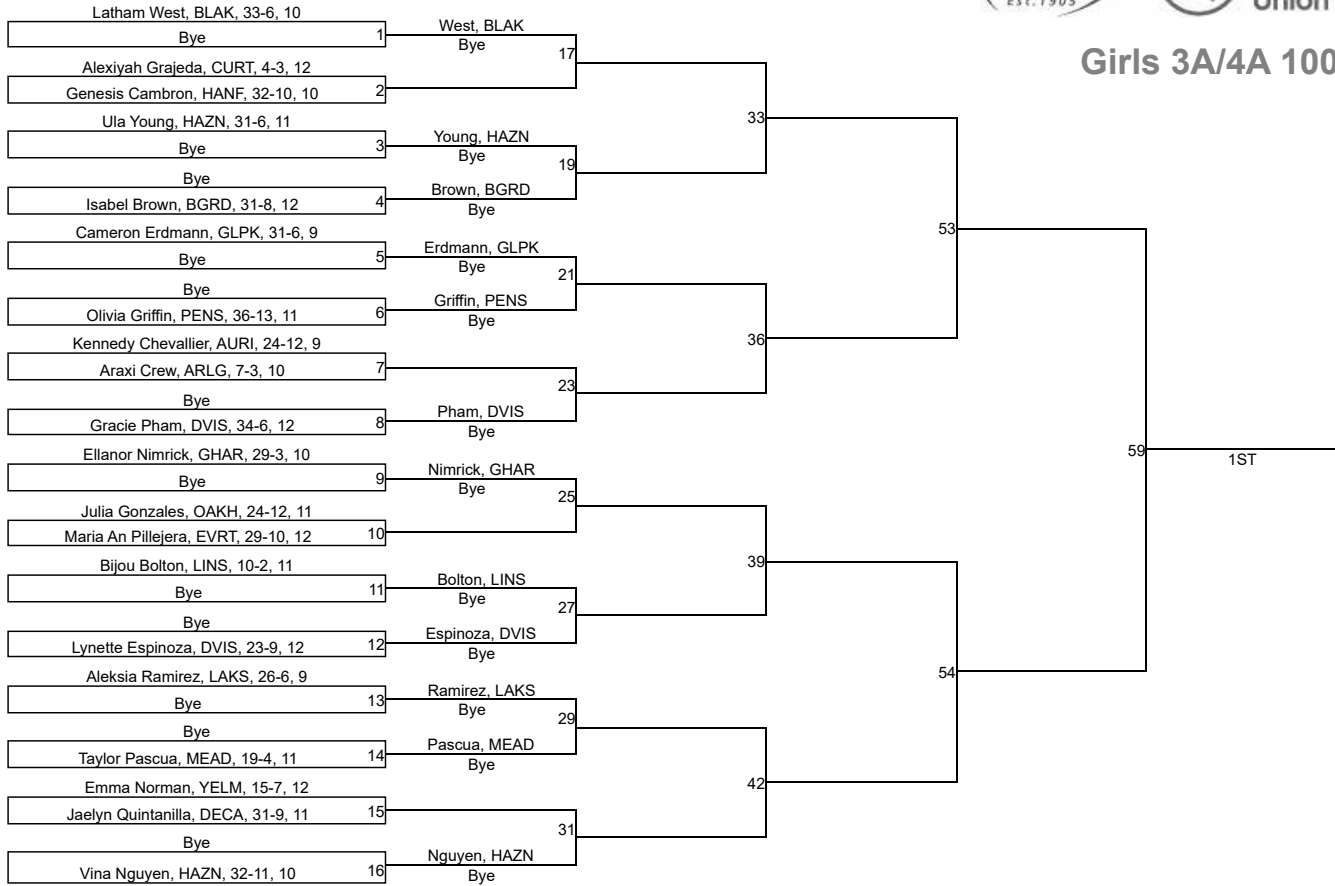 EST. 1905
Union
Girls 3A/4A 100
Latham West, BLAK, 33-6, 10
Bye
1
Alexiyah Grajeda, CURT, 4-3, 12
Genesis Cambron, HANF, 32-10, 10
2
Ula Young, HAZN, 31-6, 11
Bye
3
Bye
Isabel Brown, BGRD, 31-8, 12
4
Cameron Erdmann, GLPK, 31-6, 9
Bye
5
Bye
Olivia Griffin, PENS, 36-13, 11
6
Kennedy Chevallier, AURI, 24-12, 9
Araxi Crew, ARLG, 7-3, 10
7
Bye
Gracie Pham, DVIS, 34-6, 12
8
Ellanor Nimrick, GHAR, 29-3, 10
Bye
9
Julia Gonzales, OAKH, 24-12, 11
Maria An Pillejera, EVRT, 29-10, 12
10
Bijou Bolton, LINS, 10-2, 11
Bye
11
Bye
Lynette Espinoza, DVIS, 23-9, 12
12
Aleksia Ramirez, LAKS, 26-6, 9
Bye
13
Bye
Taylor Pascua, MEAD, 19-4, 11
14
Emma Norman, YELM, 15-7, 12
Jaelyn Quintanilla, DECA, 31-9, 11
15
Bye
Vina Nguyen, HAZN, 32-11, 10
16
West, BLAK
Bye
17
Young, HAZN
Bye
19
Brown, BGRD
Bye
Erdmann, GLPK
Bye
21
Griffin, PENS
Bye
23
Pham, DVIS
Bye
Nimrick, GHAR
Bye
25
Bolton, LINS
Bye
27
Espinoza, DVIS
Bye
Ramirez, LAKS
Bye
29
Pascua, MEAD
Bye
31
Nguyen, HAZN
Bye
33
36
39
42
53
54
59
1ST